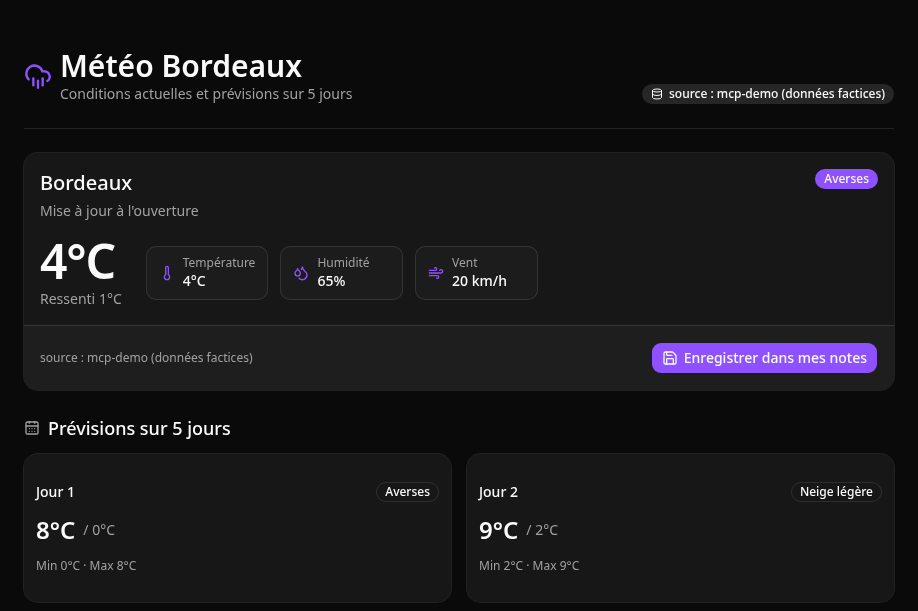 Météo Bordeaux
Conditions actuelles et prévisions sur 5 jours
source : mcp-demo (données factices)
Bordeaux
Averses
Mise à jour à l'ouverture
4°C
Ressenti 1°C
Température
4°C
Humidité
65%
Vent
20 km/h
source : mcp-demo (données factices)
Enregistrer dans mes notes
Prévisions sur 5 jours
Jour 1
Averses
8°C / 0°C
Min 0°C · Max 8°C
Jour 2
Neige légère
9°C / 2°C
Min 2°C · Max 9°C